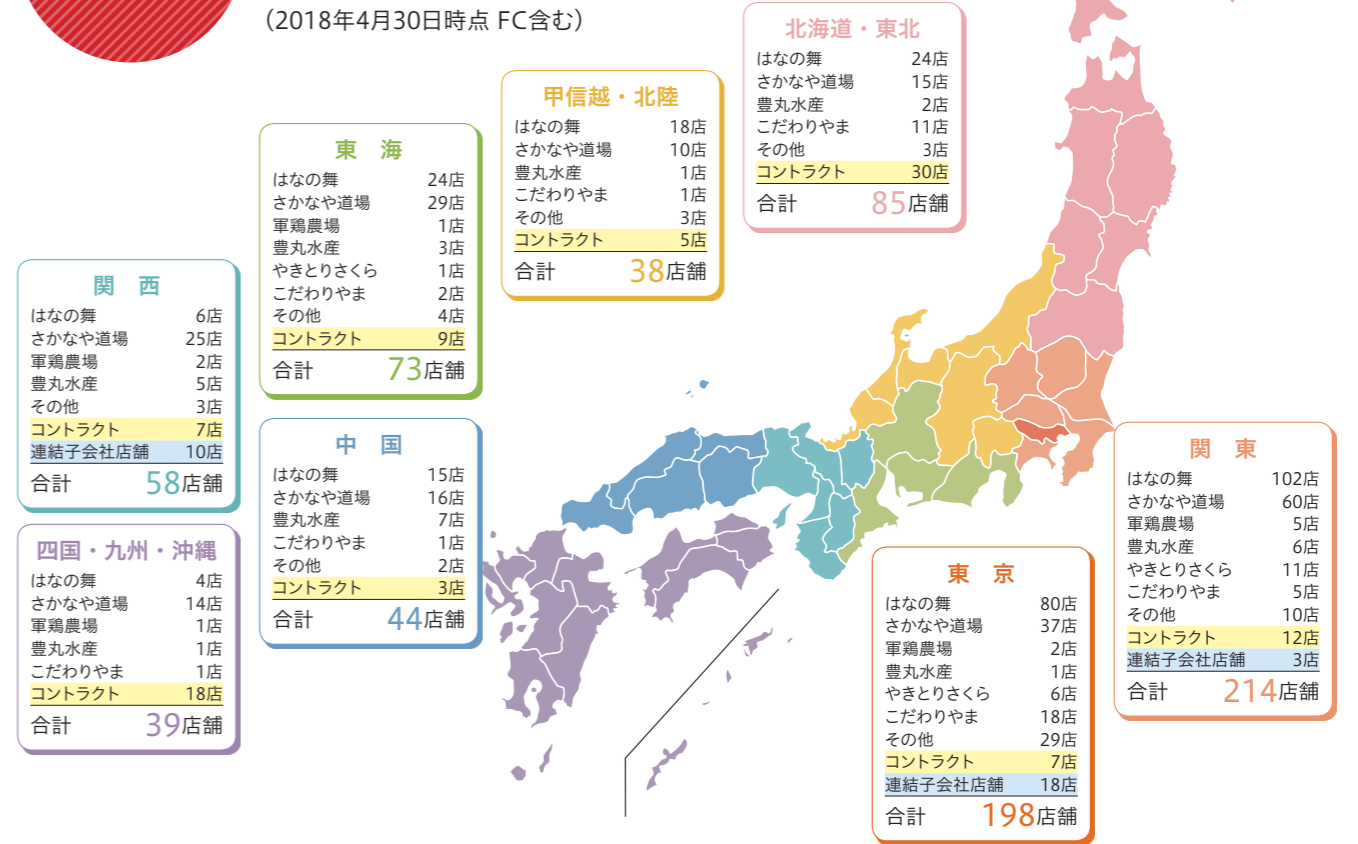 （2018年4月30日時点 FC含む）
北海道・東北
はなの舞 24店
さかなや道場 15店
豊丸水産 2店
こだわりやま 11店
その他 3店
コントラクト 30店
合計 85店舗
甲信越・北陸
はなの舞 18店
さかなや道場 10店
豊丸水産 1店
こだわりやま 1店
その他 3店
コントラクト 5店
合計 38店舗
東 海
はなの舞 24店
さかなや道場 29店
軍鶏農場 1店
豊丸水産 3店
やきとりさくら 1店
こだわりやま 2店
その他 4店
コントラクト 9店
合計 73店舗
関 西
はなの舞 6店
さかなや道場 25店
軍鶏農場 2店
豊丸水産 5店
その他 3店
コントラクト 7店
連結子会社店舗 10店
合計 58店舗
中 国
はなの舞 15店
さかなや道場 16店
豊丸水産 7店
こだわりやま 1店
その他 2店
コントラクト 3店
合計 44店舗
四国・九州・沖縄
はなの舞 4店
さかなや道場 14店
軍鶏農場 1店
豊丸水産 1店
こだわりやま 1店
コントラクト 18店
合計 39店舗
関 東
はなの舞 102店
さかなや道場 60店
軍鶏農場 5店
豊丸水産 6店
やきとりさくら 11店
こだわりやま 5店
その他 10店
コントラクト 12店
連結子会社店舗 3店
合計 214店舗
東 京
はなの舞 80店
さかなや道場 37店
軍鶏農場 2店
豊丸水産 1店
やきとりさくら 6店
こだわりやま 18店
その他 29店
コントラクト 7店
連結子会社店舗 18店
合計 198店舗